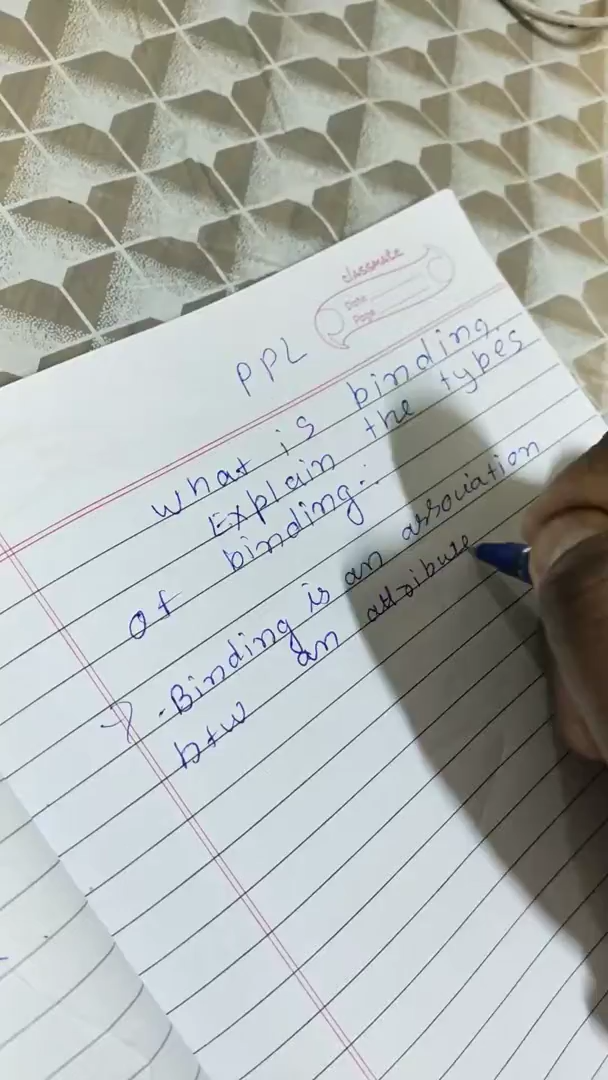 classmate
Date
Page
PPL
What is binding.
Explain the types
of binding:
-Binding is an association
btw an attribute